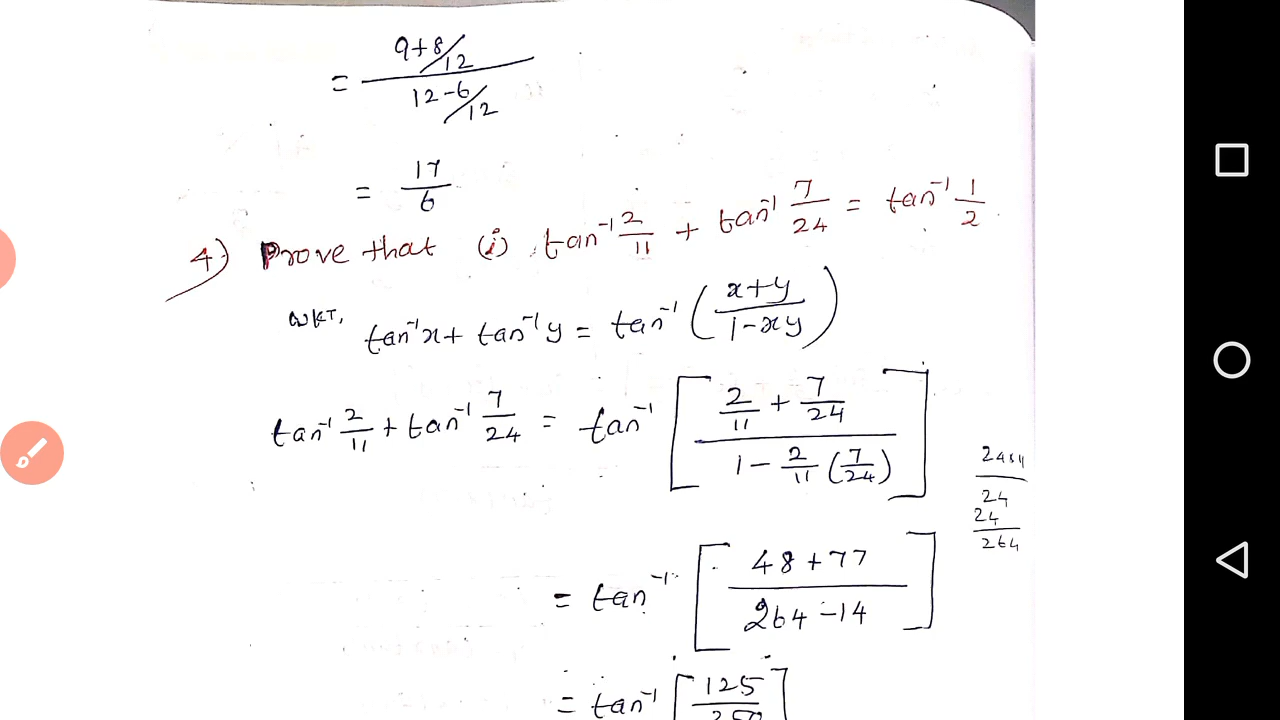 = 9+8/12 / 12-6/12
= 17/6
4) Prove that (i) tan⁻¹ 2/11 + tan⁻¹ 7/24 = tan⁻¹ 1/2
WKT, tan⁻¹x + tan⁻¹y = tan⁻¹ (x+y / 1-xy)
tan⁻¹ 2/11 + tan⁻¹ 7/24 = tan⁻¹ [2/11 + 7/24 / 1 - 2/11 (7/24)]
24×11
24
24
264
= tan⁻¹ [48+77 / 264-14]
= tan⁻¹ [125/250]